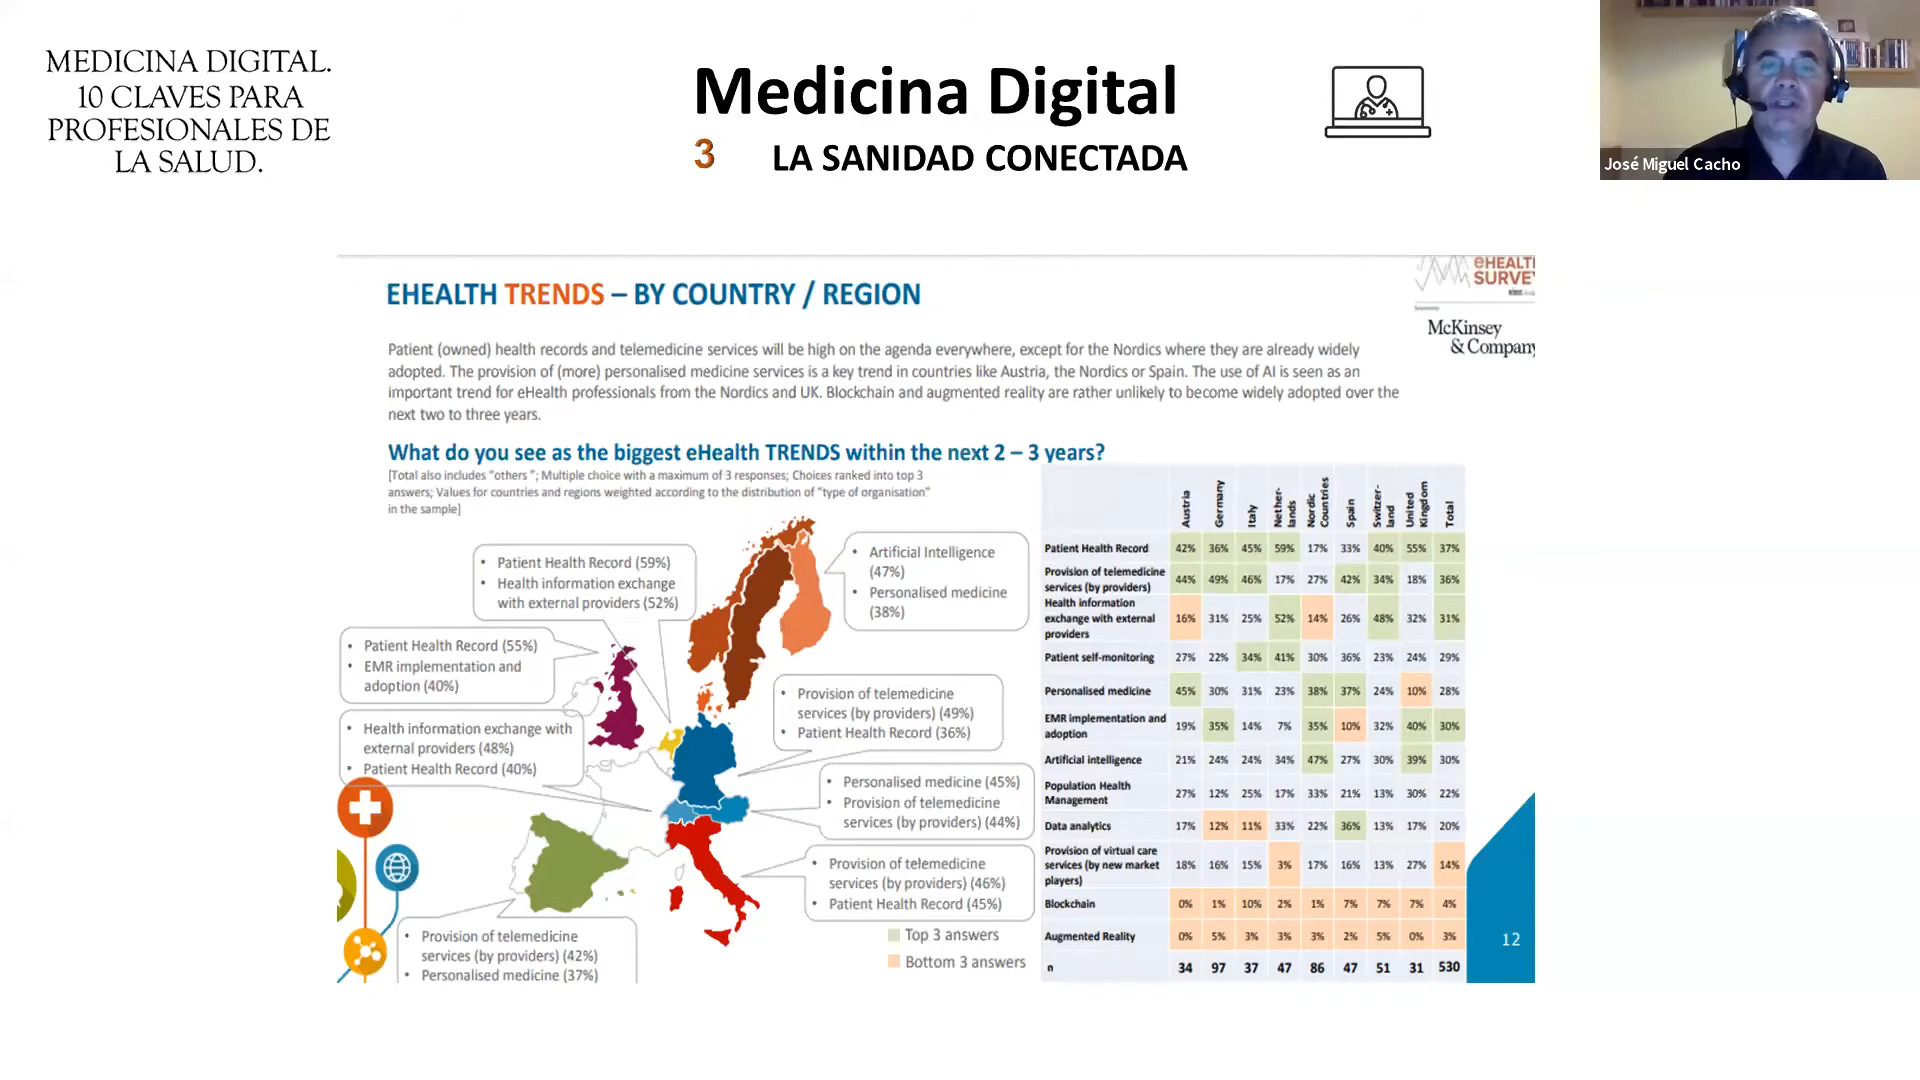 MEDICINA DIGITAL.
10 CLAVES PARA
PROFESIONALES DE
LA SALUD.
Medicina Digital
3 LA SANIDAD CONECTADA
José Miguel Cacho
EHEALTH TRENDS – BY COUNTRY / REGION
McKinsey
& Company
Patient (owned) health records and telemedicine services will be high on the agenda everywhere, except for the Nordics where they are already widely
adopted. The provision of (more) personalised medicine services is a key trend in countries like Austria, the Nordics or Spain. The use of AI is seen as an
important trend for eHealth professionals from the Nordics and UK. Blockchain and augmented reality are rather unlikely to become widely adopted over the
next two to three years.
What do you see as the biggest eHealth TRENDS within the next 2 – 3 years?
[Total also includes "others "; Multiple choice with a maximum of 3 responses; Choices ranked into top 3
answers; Values for countries and regions weighted according to the distribution of "type of organisation"
in the sample]
• Patient Health Record (59%)
• Health information exchange
with external providers (52%)
• Artificial Intelligence
(47%)
• Personalised medicine
(38%)
• Patient Health Record (55%)
• EMR implementation and
adoption (40%)
• Health information exchange with
external providers (48%)
• Patient Health Record (40%)
• Provision of telemedicine
services (by providers) (49%)
• Patient Health Record (36%)
• Personalised medicine (45%)
• Provision of telemedicine
services (by providers) (44%)
• Provision of telemedicine
services (by providers) (46%)
• Patient Health Record (45%)
• Provision of telemedicine
services (by providers) (42%)
• Personalised medicine (37%)
Top 3 answers
Bottom 3 answers
Austria Germany Italy Nether-lands Nordic Countries Spain Switzer-land United Kingdom Total
Patient Health Record 42% 36% 45% 59% 17% 33% 40% 55% 37%
Provision of telemedicine
services (by providers) 44% 49% 46% 17% 27% 42% 34% 18% 36%
Health information
exchange with external 16% 31% 25% 52% 14% 26% 48% 32% 31%
providers
Patient self-monitoring 27% 22% 34% 41% 30% 36% 23% 24% 29%
Personalised medicine 45% 30% 31% 23% 38% 37% 24% 10% 28%
EMR implementation and
adoption 19% 35% 14% 7% 35% 10% 32% 40% 30%
Artificial intelligence 21% 24% 24% 34% 47% 27% 30% 39% 30%
Population Health
Management 27% 12% 25% 17% 33% 21% 13% 30% 22%
Data analytics 17% 12% 11% 33% 22% 36% 13% 17% 20%
Provision of virtual care
services (by new market 18% 16% 15% 3% 17% 16% 13% 27% 14%
players)
Blockchain 0% 1% 10% 2% 1% 7% 7% 7% 4%
Augmented Reality 0% 5% 3% 3% 3% 2% 5% 0% 3%
n 34 97 37 47 86 47 51 31 530
12